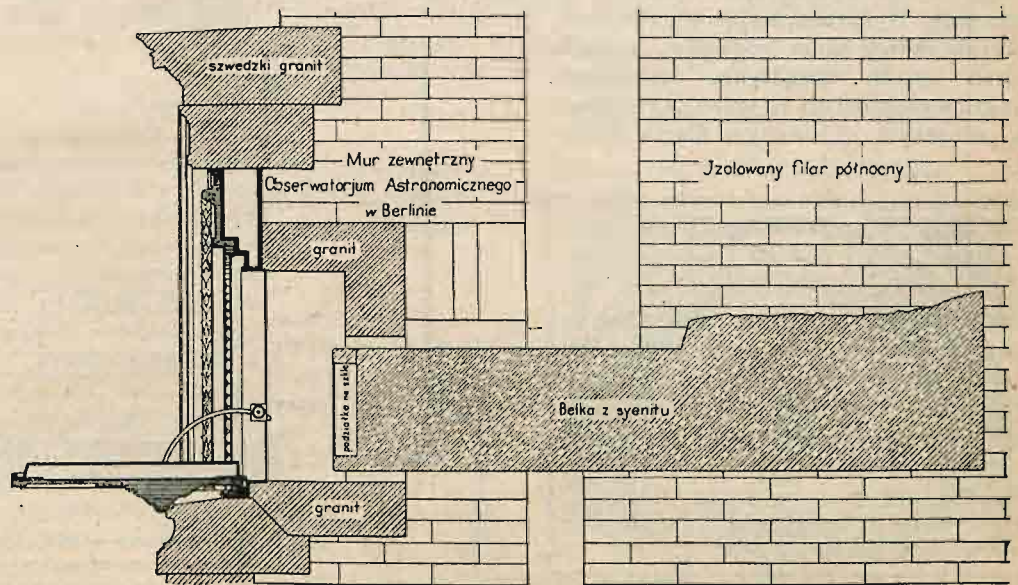 szwedzki granit
Mur zewnętrzny
Obserwatorjum Astronomicznego
w Berlinie
Jzolowany filar północny
granit
podziałka na szkle
Belka z syenitu
granit